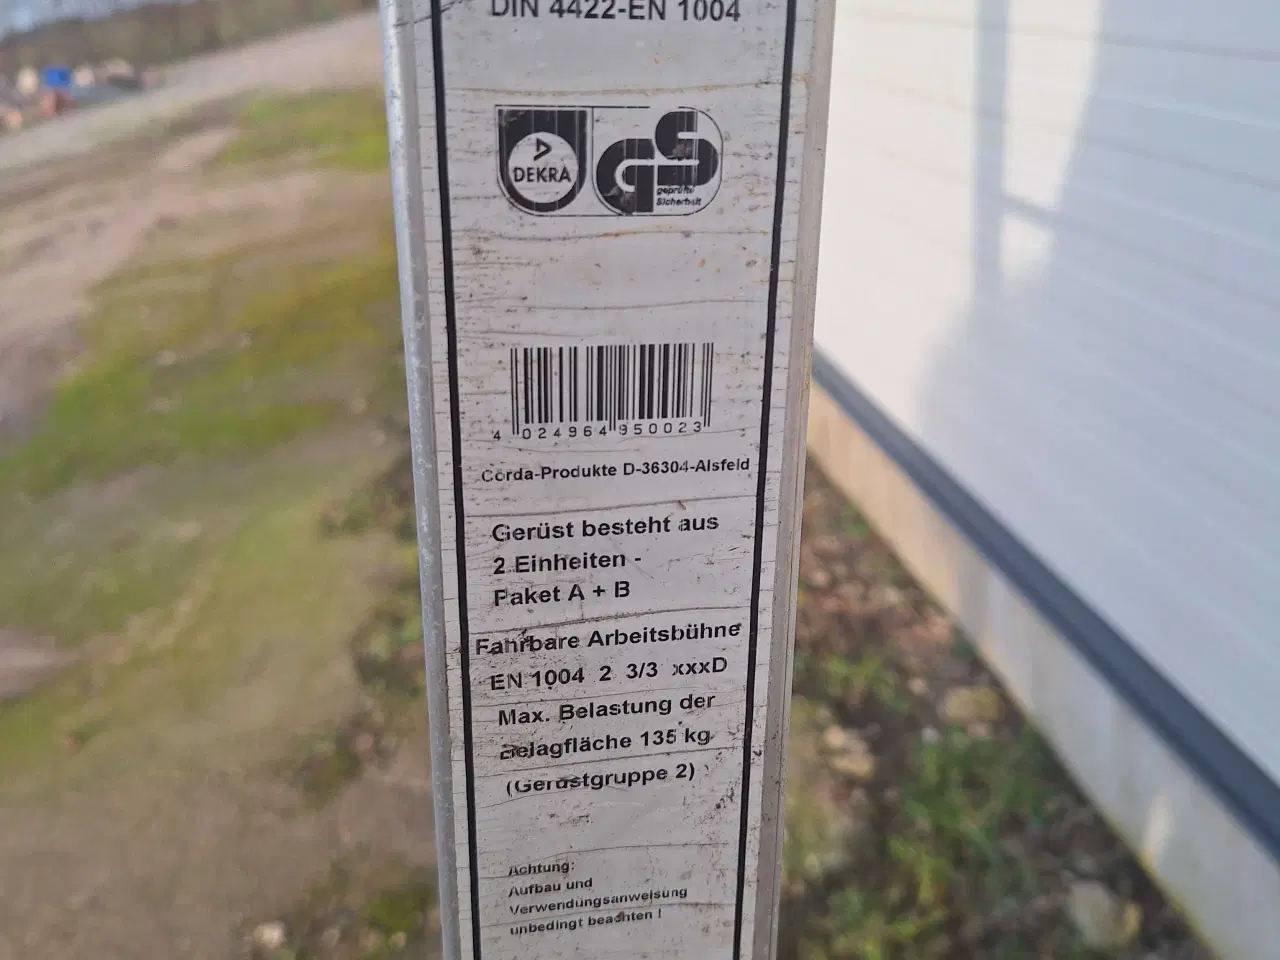 DIN 4422-EN 1004
DEKRA
GS
geprüfte
Sicherheit
4 024964 950023
Corda-Produkte D-36304-Alsfeld
Gerüst besteht aus
2 Einheiten -
Paket A + B
Fahrbare Arbeitsbühne
EN 1004 2 3/3 xxxD
Max. Belastung der
Belagfläche 135 kg
(Gerüstgruppe 2)
Achtung:
Aufbau und
Verwendungsanweisung
unbedingt beachten !